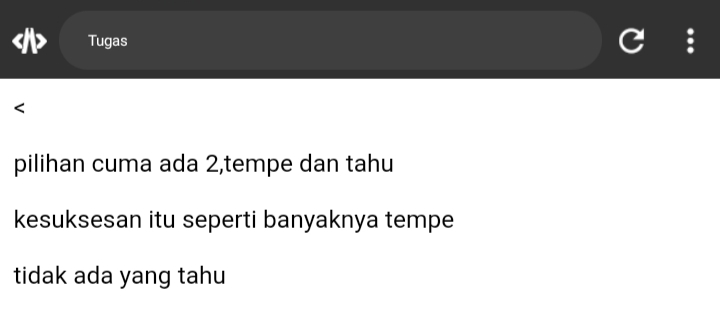 Tugas
<
pilihan cuma ada 2,tempe dan tahu
kesuksesan itu seperti banyaknya tempe
tidak ada yang tahu